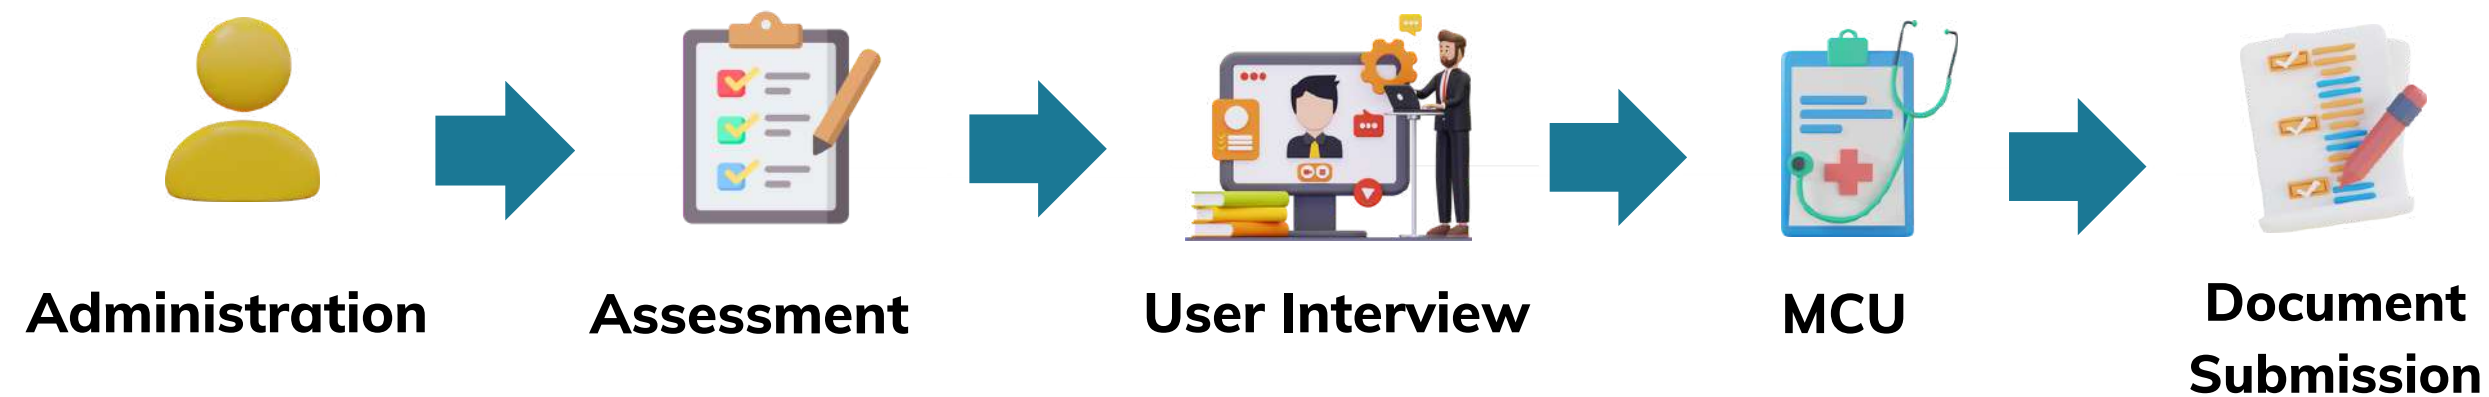 Administration
Assessment
User Interview
MCU
Document
Submission